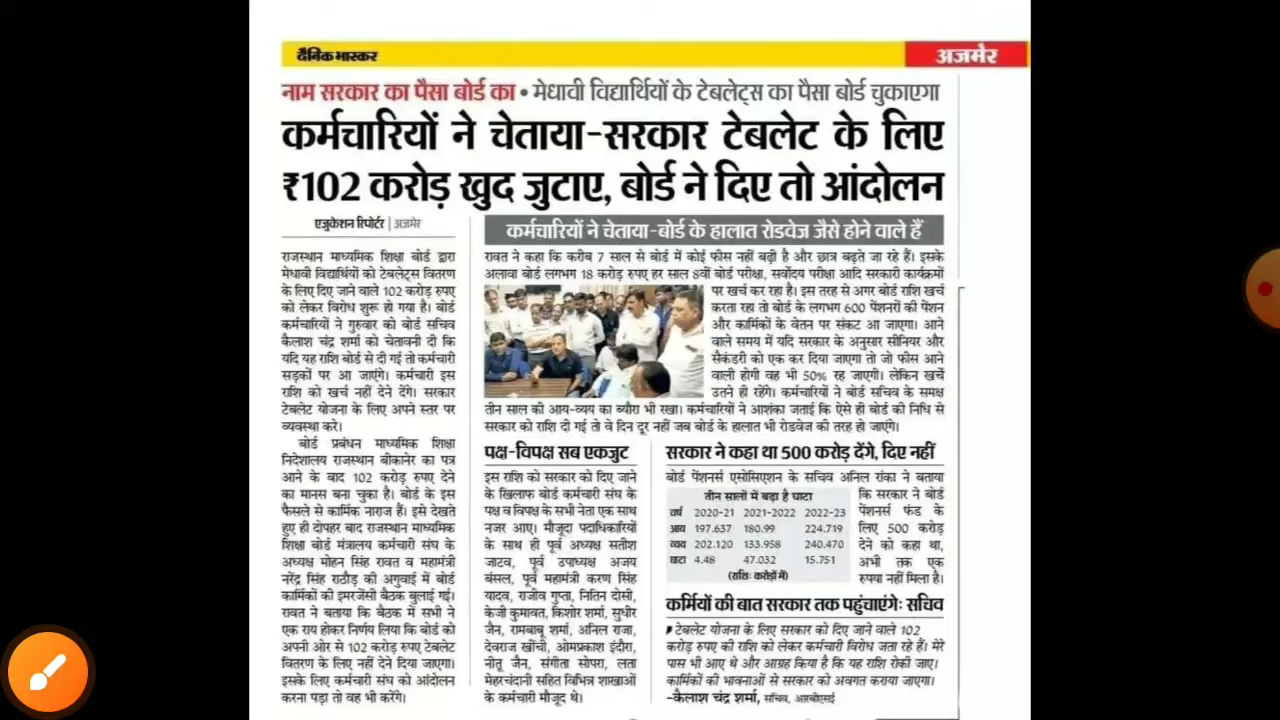 दैनिक भास्कर
अजमेर
नाम सरकार का पैसा बोर्ड का • मेधावी विद्यार्थियों के टेबलेट्स का पैसा बोर्ड चुकाएगा
कर्मचारियों ने चेताया-सरकार टेबलेट के लिए
₹102 करोड़ खुद जुटाए, बोर्ड ने दिए तो आंदोलन
एजुकेशन रिपोर्टर | अजमेर
राजस्थान माध्यमिक शिक्षा बोर्ड द्वारा
मेधावी विद्यार्थियों को टेबलेट्स वितरण
के लिए दिए जाने वाले 102 करोड़ रुपए
को लेकर विरोध शुरू हो गया है। बोर्ड
कर्मचारियों ने गुरुवार को बोर्ड सचिव
कैलाश चंद्र शर्मा को चेतावनी दी कि
यदि यह राशि बोर्ड से दी गई तो कर्मचारी
सड़कों पर आ जाएंगे। कर्मचारी इस
राशि को खर्च नहीं देने देंगे। सरकार
टेबलेट योजना के लिए अपने स्तर पर
व्यवस्था करे।
बोर्ड प्रबंधन माध्यमिक शिक्षा
निदेशालय राजस्थान बीकानेर का पत्र
आने के बाद 102 करोड़ रुपए देने
का मानस बना चुका है। बोर्ड के इस
फैसले से कार्मिक नाराज हैं। इसे देखते
हुए ही दोपहर बाद राजस्थान माध्यमिक
शिक्षा बोर्ड मंत्रालय कर्मचारी संघ के
अध्यक्ष मोहन सिंह रावत व महामंत्री
नरेंद्र सिंह राठौड़ की अगुवाई में बोर्ड
कार्मिकों की इमरजेंसी बैठक बुलाई गई।
रावत ने बताया कि बैठक में सभी ने
एक राय होकर निर्णय लिया कि बोर्ड को
अपनी ओर से 102 करोड़ रुपए टेबलेट
वितरण के लिए नहीं देने दिया जाएगा।
इसके लिए कर्मचारी संघ को आंदोलन
करना पड़ा तो वह भी करेंगे।
कर्मचारियों ने चेताया-बोर्ड के हालात रोडवेज जैसे होने वाले हैं
रावत ने कहा कि करीब 7 साल से बोर्ड में कोई फीस नहीं बढ़ी है और छात्र बढ़ते जा रहे हैं। इसके
अलावा बोर्ड लगभग 18 करोड़ रुपए हर साल 8वीं बोर्ड परीक्षा, सर्वोदय परीक्षा आदि सरकारी कार्यक्रमों
पर खर्च कर रहा है। इस तरह से अगर बोर्ड राशि खर्च
करता रहा तो बोर्ड के लगभग 600 पेंशनरों की पेंशन
और कार्मिकों के वेतन पर संकट आ जाएगा। आने
वाले समय में यदि सरकार के अनुसार सीनियर और
सैकंडरी को एक कर दिया जाएगा तो जो फीस आने
वाली होगी वह भी 50% रह जाएगी। लेकिन खर्चे
उतने ही रहेंगे। कर्मचारियों ने बोर्ड सचिव के समक्ष
तीन साल की आय-व्यय का ब्यौरा भी रखा। कर्मचारियों ने आशंका जताई कि ऐसे ही बोर्ड की निधि से
सरकार को राशि दी गई तो वे दिन दूर नहीं जब बोर्ड के हालात भी रोडवेज की तरह हो जाएंगे।
पक्ष-विपक्ष सब एकजुट
इस राशि को सरकार को दिए जाने
के खिलाफ बोर्ड कर्मचारी संघ के
पक्ष व विपक्ष के सभी नेता एक साथ
नजर आए। मौजूदा पदाधिकारियों
के साथ ही पूर्व अध्यक्ष सतीश
जाटव, पूर्व उपाध्यक्ष अजय
बंसल, पूर्व महामंत्री करण सिंह
यादव, राजीव गुप्ता, नितिन दोसी,
केजी कुमावत, किशोर शर्मा, सुधीर
जैन, रामबाबू शर्मा, अनिल राजा,
देवराज खींची, ओमप्रकाश इंदौरा,
नीतू जैन, संगीता सोपरा, लता
मेहरचंदानी सहित विभिन्न शाखाओं
के कर्मचारी मौजूद थे।
सरकार ने कहा था 500 करोड़ देंगे, दिए नहीं
बोर्ड पेंशनर्स एसोसिएशन के सचिव अनिल रांका ने बताया
कि सरकार ने बोर्ड
पेंशनर्स फंड के
लिए 500 करोड़
देने को कहा था,
अभी तक एक
रुपया नहीं मिला है।
तीन सालों में बढ़ा है घाटा
वर्ष 2020-21 2021-2022 2022-23
आय 197.637 180.99 224.719
व्यय 202.120 133.958 240.470
घाटा 4.48 47.032 15.751
(राशि: करोड़ों में)
कर्मियों की बात सरकार तक पहुंचाएंगे: सचिव
टेबलेट योजना के लिए सरकार को दिए जाने वाले 102
करोड़ रुपए की राशि को लेकर कर्मचारी विरोध जता रहे हैं। मेरे
पास भी आए थे और आग्रह किया है कि यह राशि रोकी जाए।
कार्मिकों की भावनाओं से सरकार को अवगत कराया जाएगा।
-कैलाश चंद्र शर्मा, सचिव, आरबीएसई